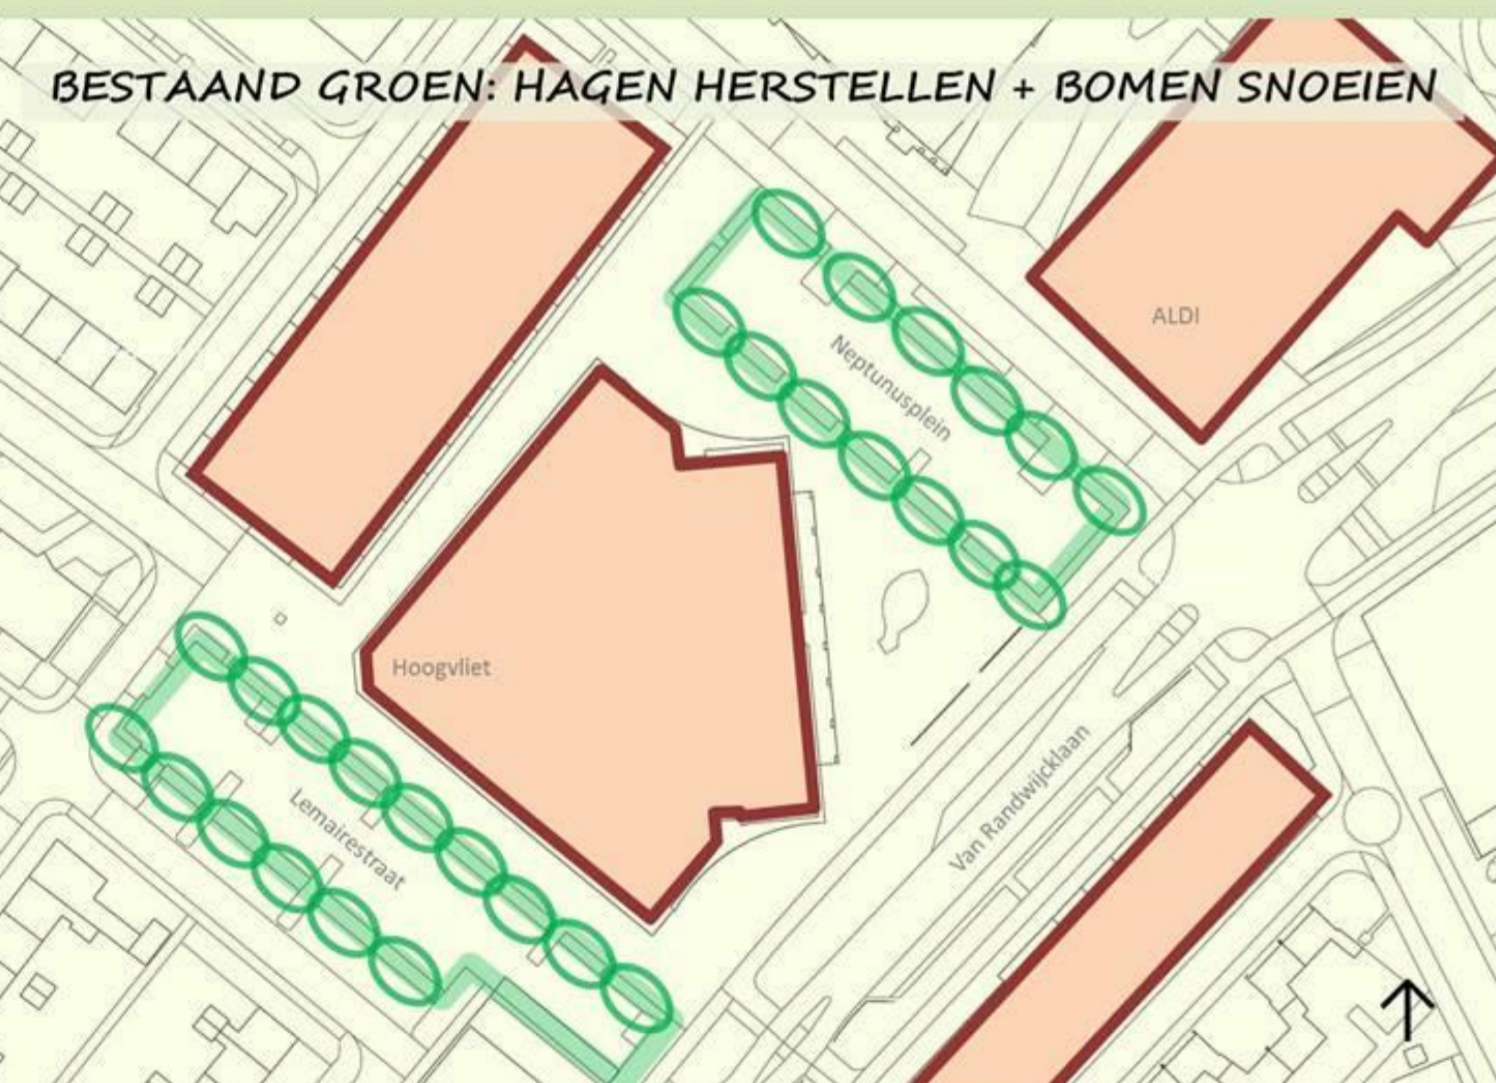 BESTAAND GROEN: HAGEN HERSTELLEN + BOMEN SNOEIEN
ALDI
Neptunusplein
Hoogvliet
Lemairestraat
Van Randwijcklaan